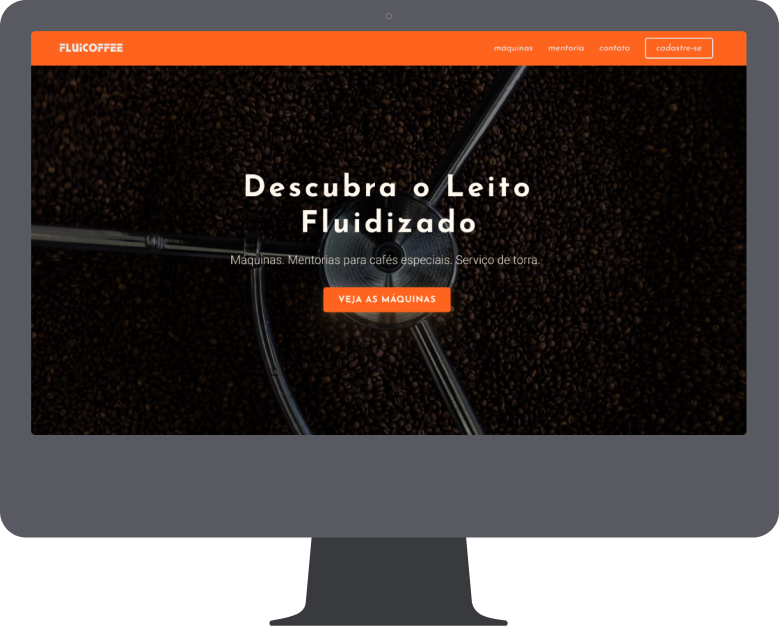 FLUiCOFFEE
máquinas
mentoria
contato
cadastre-se
Descubra o Leito
Fluidizado
Máquinas. Mentorias para cafés especiais. Serviço de torra.
VEJA AS MÁQUINAS